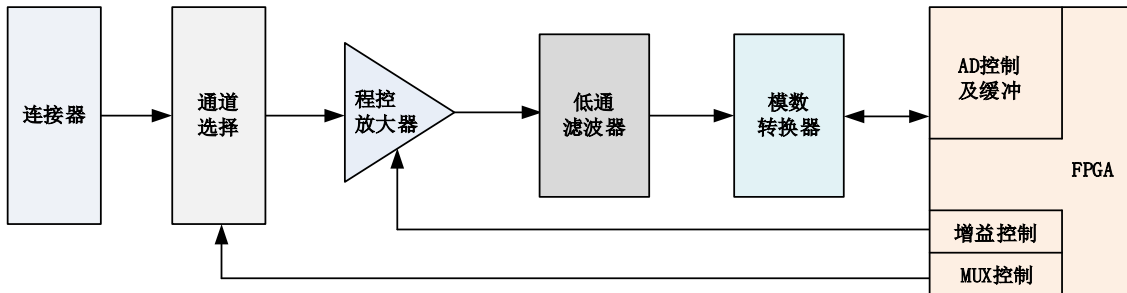 连接器
通道
选择
程控
放大器
低通
滤波器
模数
转换器
AD控制
及缓冲
FPGA
增益控制
MUX控制